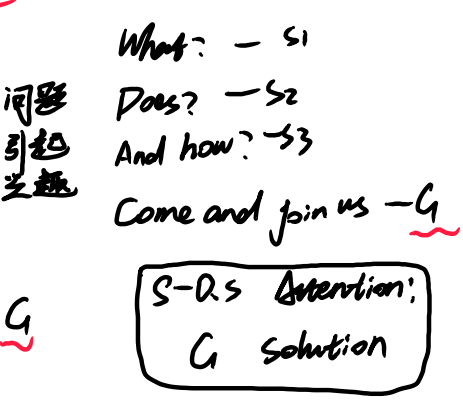 What? — S1
问题 Does? — S2
引起 And how? — S3
兴趣
Come and join us — G
S-Q.s Attention:
G
G solution